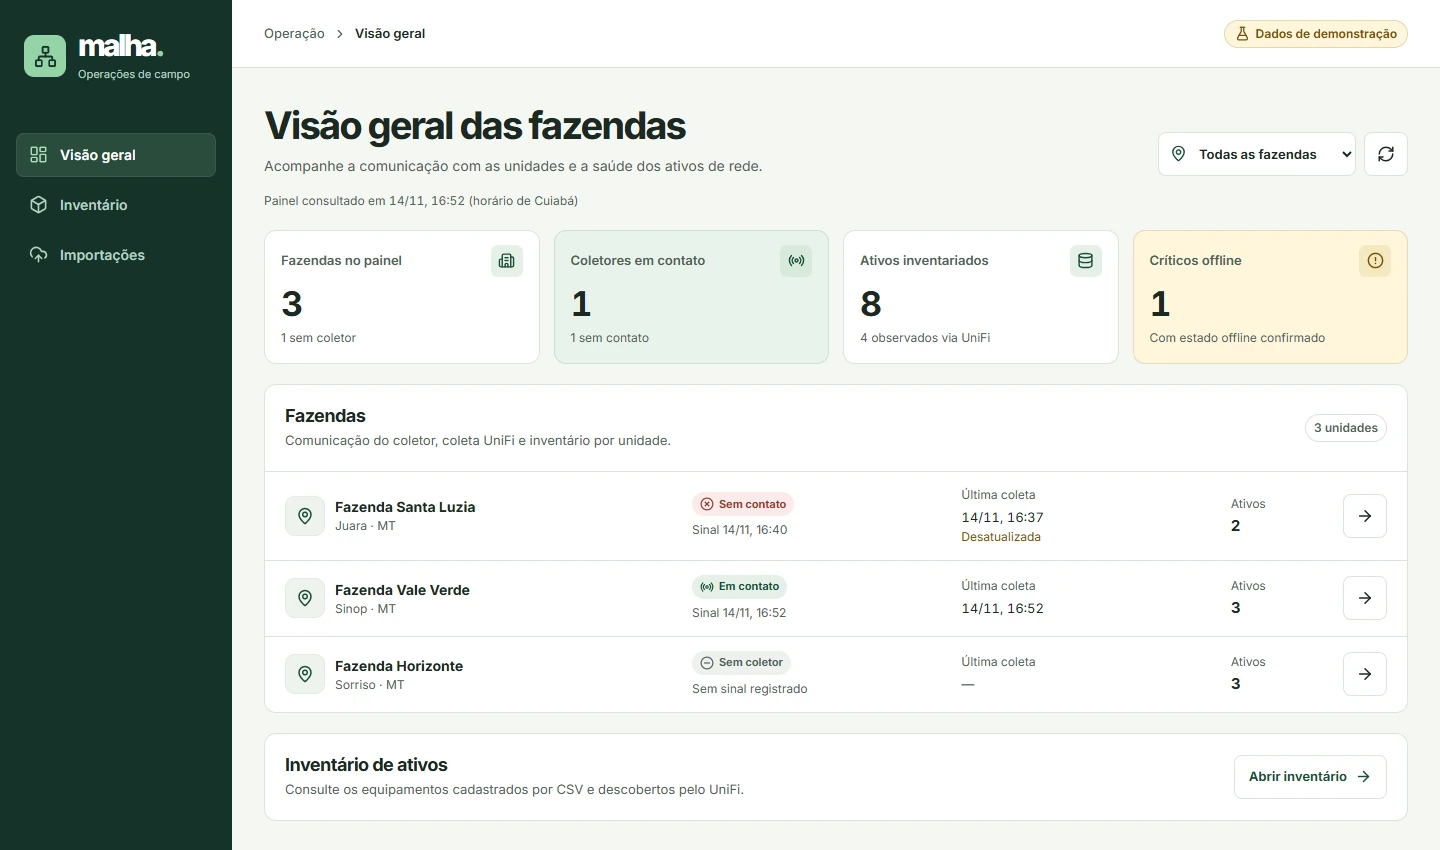 malha.
Operações de campo
Visão geral
Inventário
Importações
Operação > Visão geral
Dados de demonstração
Visão geral das fazendas
Acompanhe a comunicação com as unidades e a saúde dos ativos de rede.
Painel consultado em 14/11, 16:52 (horário de Cuiabá)
Todas as fazendas
Fazendas no painel
3
1 sem coletor
Coletores em contato
1
1 sem contato
Ativos inventariados
8
4 observados via UniFi
Críticos offline
1
Com estado offline confirmado
Fazendas
Comunicação do coletor, coleta UniFi e inventário por unidade.
3 unidades
Fazenda Santa Luzia
Juara · MT
Sem contato
Sinal 14/11, 16:40
Última coleta
14/11, 16:37
Desatualizada
Ativos
2
Fazenda Vale Verde
Sinop · MT
Em contato
Sinal 14/11, 16:52
Última coleta
14/11, 16:52
Ativos
3
Fazenda Horizonte
Sorriso · MT
Sem coletor
Sem sinal registrado
Última coleta
—
Ativos
3
Inventário de ativos
Consulte os equipamentos cadastrados por CSV e descobertos pelo UniFi.
Abrir inventário